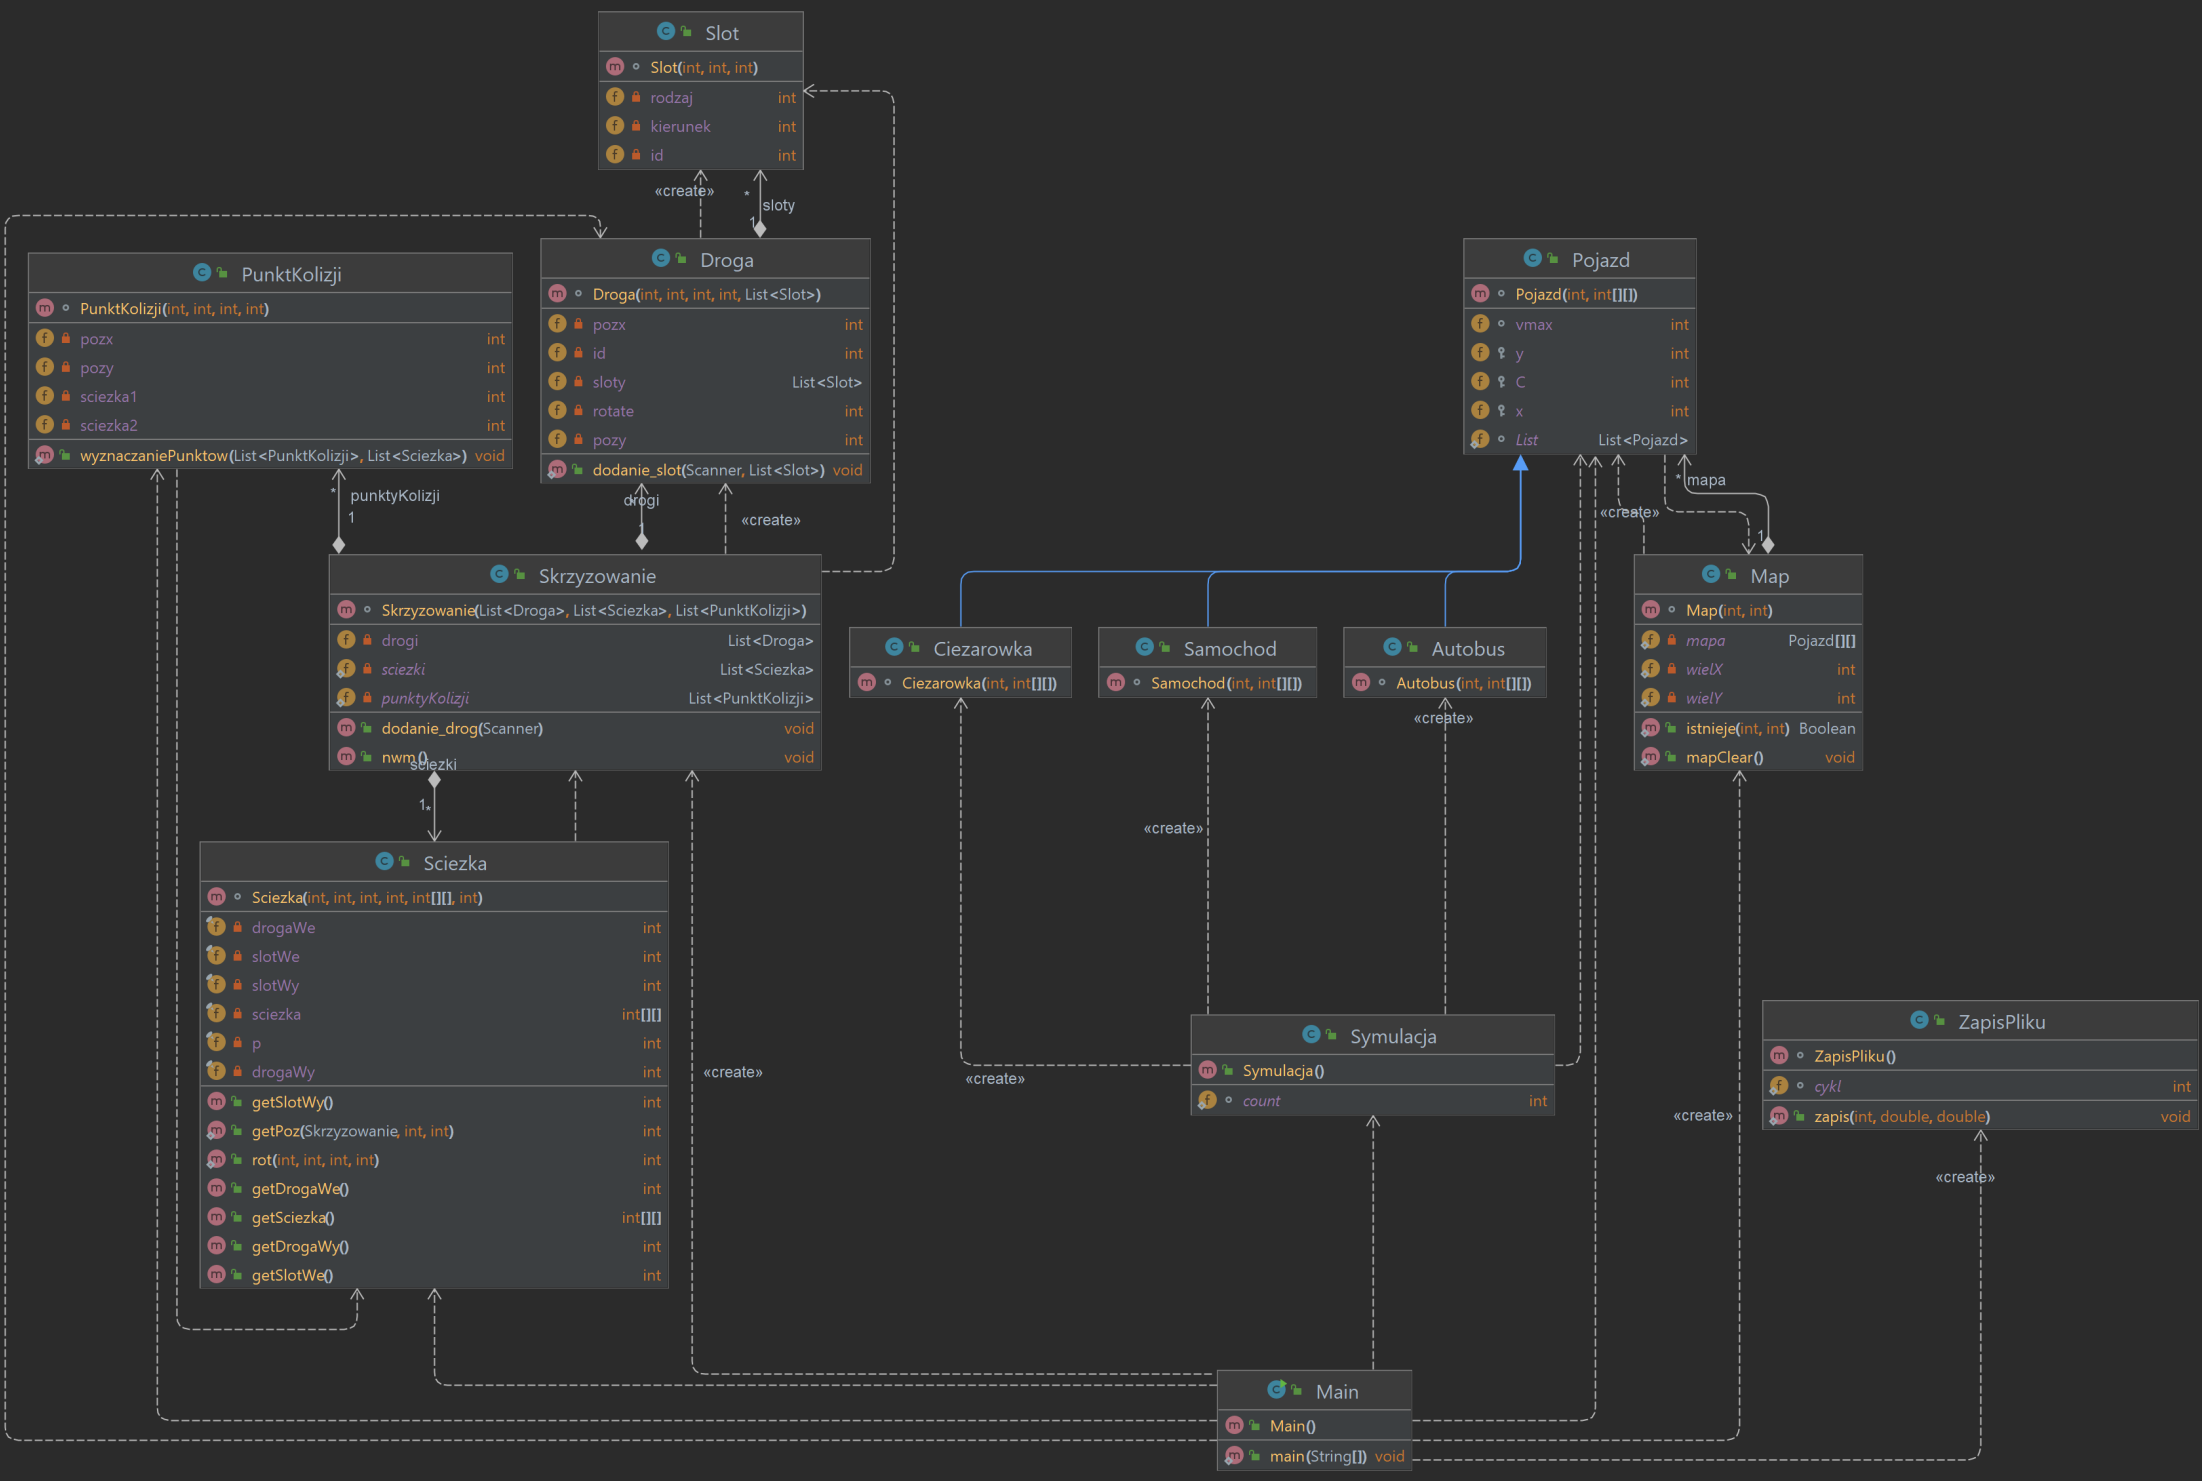 Slot
Slot(int, int, int)
rodzaj int
kierunek int
id int
«create»
*
sloty
1
PunktKolizji
PunktKolizji(int, int, int, int)
pozx int
pozy int
sciezka1 int
sciezka2 int
wyznaczaniePunktow(List<PunktKolizji>, List<Sciezka>) void
Droga
Droga(int, int, int, int, List<Slot>)
pozx int
id int
sloty List<Slot>
rotate int
pozy int
dodanie_slot(Scanner, List<Slot>) void
Pojazd
Pojazd(int, int[][])
vmax int
y int
C int
x int
List List<Pojazd>
* punktyKolizji
1
drogi
*
1
«create»
* mapa
«create»
1
Skrzyzowanie
Skrzyzowanie(List<Droga>, List<Sciezka>, List<PunktKolizji>)
drogi List<Droga>
sciezki List<Sciezka>
punktyKolizji List<PunktKolizji>
dodanie_drog(Scanner) void
nwm() void
sciezki
1
*
Ciezarowka
Ciezarowka(int, int[][])
Samochod
Samochod(int, int[][])
Autobus
Autobus(int, int[][])
«create»
Map
Map(int, int)
mapa Pojazd[][]
wielX int
wielY int
istnieje(int, int) Boolean
mapClear() void
«create»
Sciezka
Sciezka(int, int, int, int, int[][], int)
drogaWe int
slotWe int
slotWy int
sciezka int[][]
p int
drogaWy int
getSlotWy() int
getPoz(Skrzyzowanie, int, int) int
rot(int, int, int, int) int
getDrogaWe() int
getSciezka() int[][]
getDrogaWy() int
getSlotWe() int
«create»
«create»
Symulacja
Symulacja()
count int
«create»
ZapisPliku
ZapisPliku()
cykl int
zapis(int, double, double) void
«create»
Main
Main()
main(String[]) void